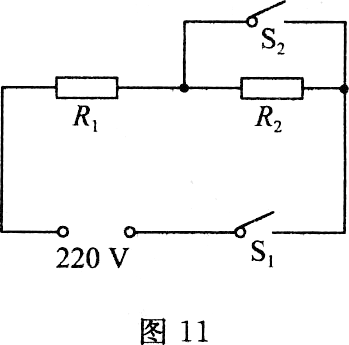 S₂
R₁ R₂
220 V S₁
图 11